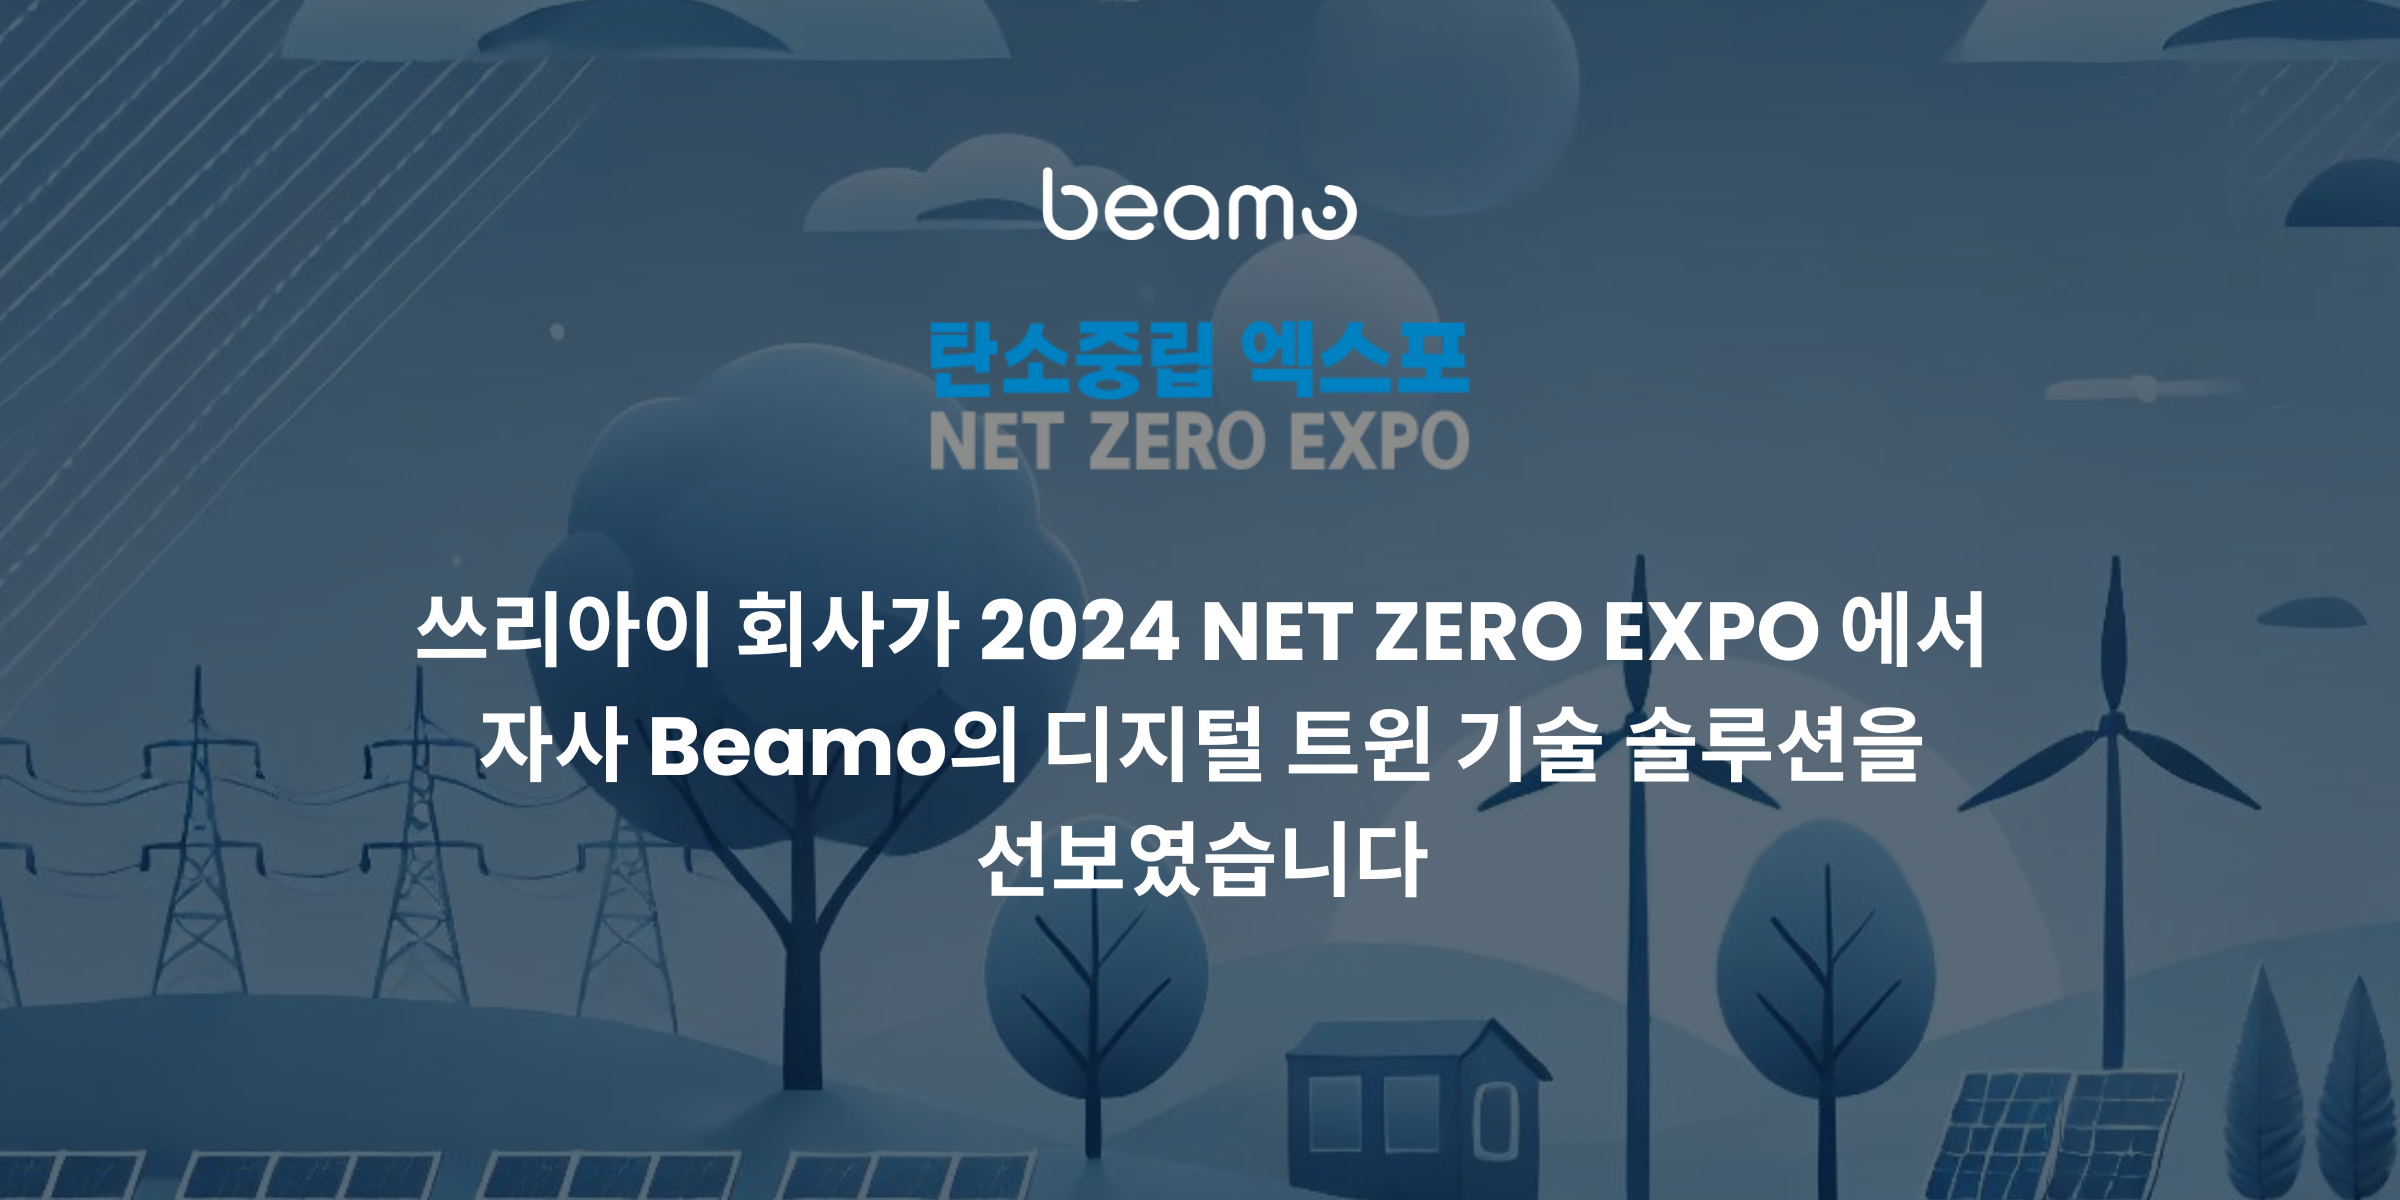 beamo
탄소중립 엑스포
NET ZERO EXPO
쓰리아이 회사가 2024 NET ZERO EXPO 에서
자사 Beamo의 디지털 트윈 기술 솔루션을
선보였습니다